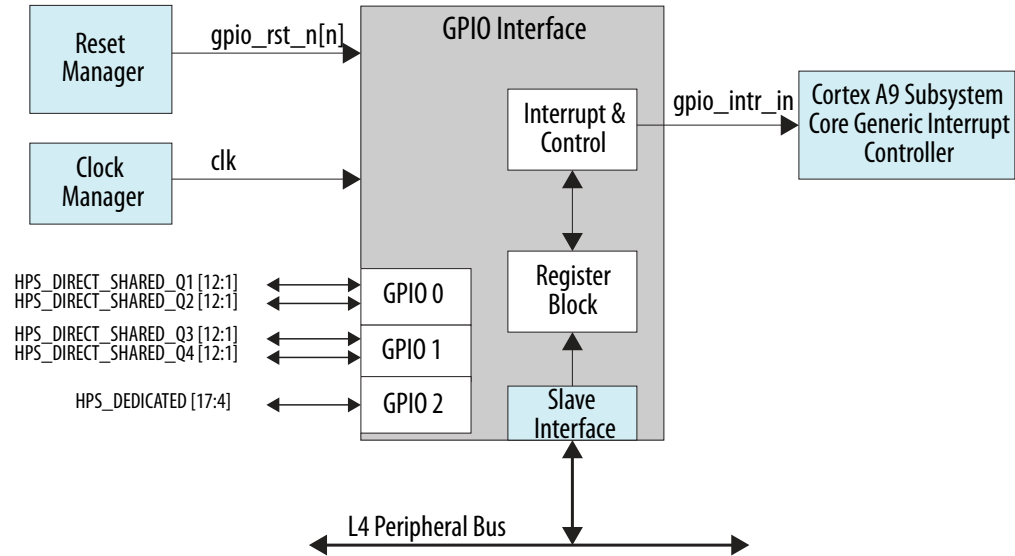 Reset
Manager
gpio_rst_n[n]
GPIO Interface
Interrupt &
Control
gpio_intr_in
Cortex A9 Subsystem
Core Generic Interrupt
Controller
Clock
Manager
clk
HPS_DIRECT_SHARED_Q1 [12:1]
HPS_DIRECT_SHARED_Q2 [12:1]
GPIO 0
Register
Block
HPS_DIRECT_SHARED_Q3 [12:1]
HPS_DIRECT_SHARED_Q4 [12:1]
GPIO 1
HPS_DEDICATED [17:4]
GPIO 2
Slave
Interface
L4 Peripheral Bus